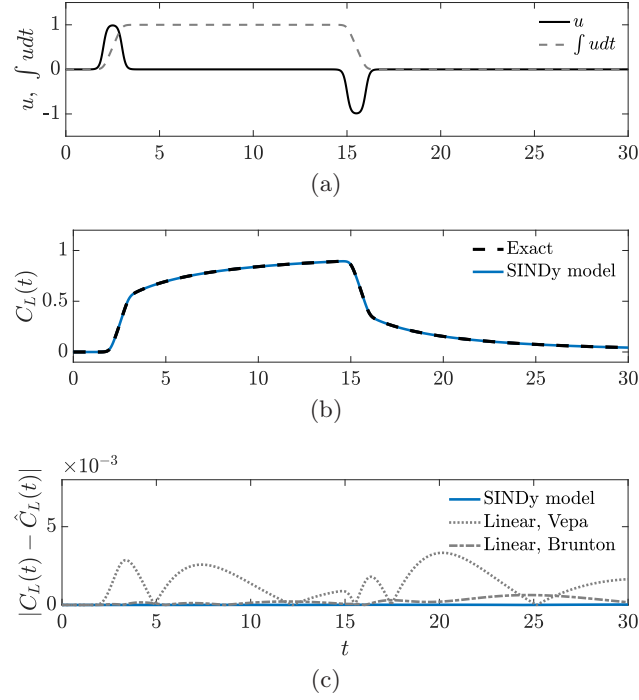 u, ∫ udt
1
0
-1
u
∫ udt
0 5 10 15 20 25 30
(a)
C_L(t)
1
0.5
0
Exact
SINDy model
0 5 10 15 20 25 30
(b)
×10^{-3}
|C_L(t) − Ĉ_L(t)|
5
0
SINDy model
Linear, Vepa
Linear, Brunton
0 5 10 15 20 25 30
t
(c)